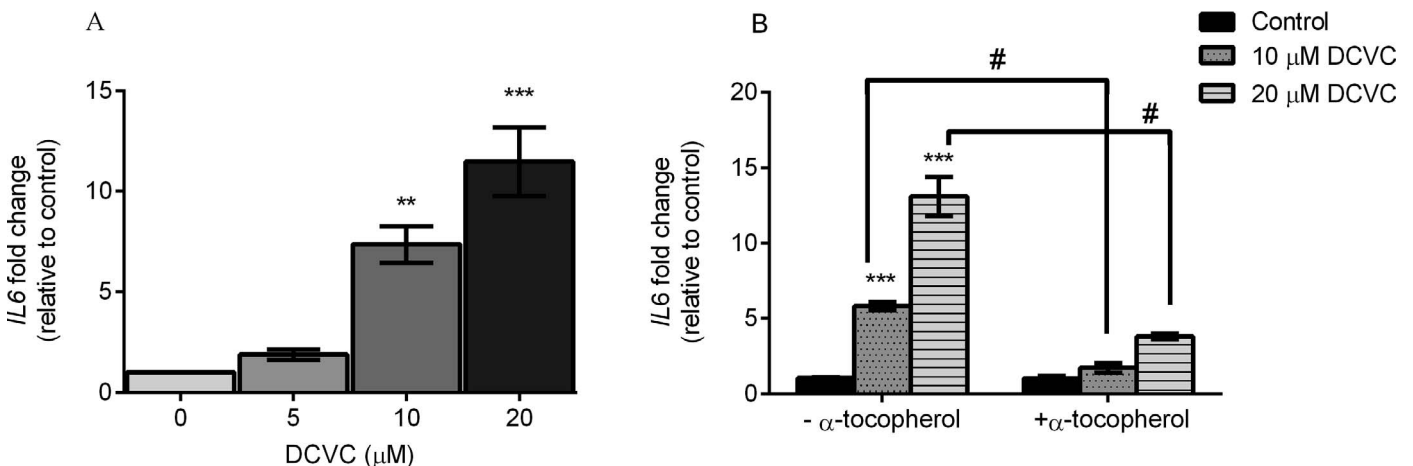 A
IL6 fold change
(relative to control)
15
10
5
0
***
**
0 5 10 20
DCVC (μM)
B
Control
10 μM DCVC
20 μM DCVC
IL6 fold change
(relative to control)
20
15
10
5
0
#
#
***
***
- α-tocopherol +α-tocopherol